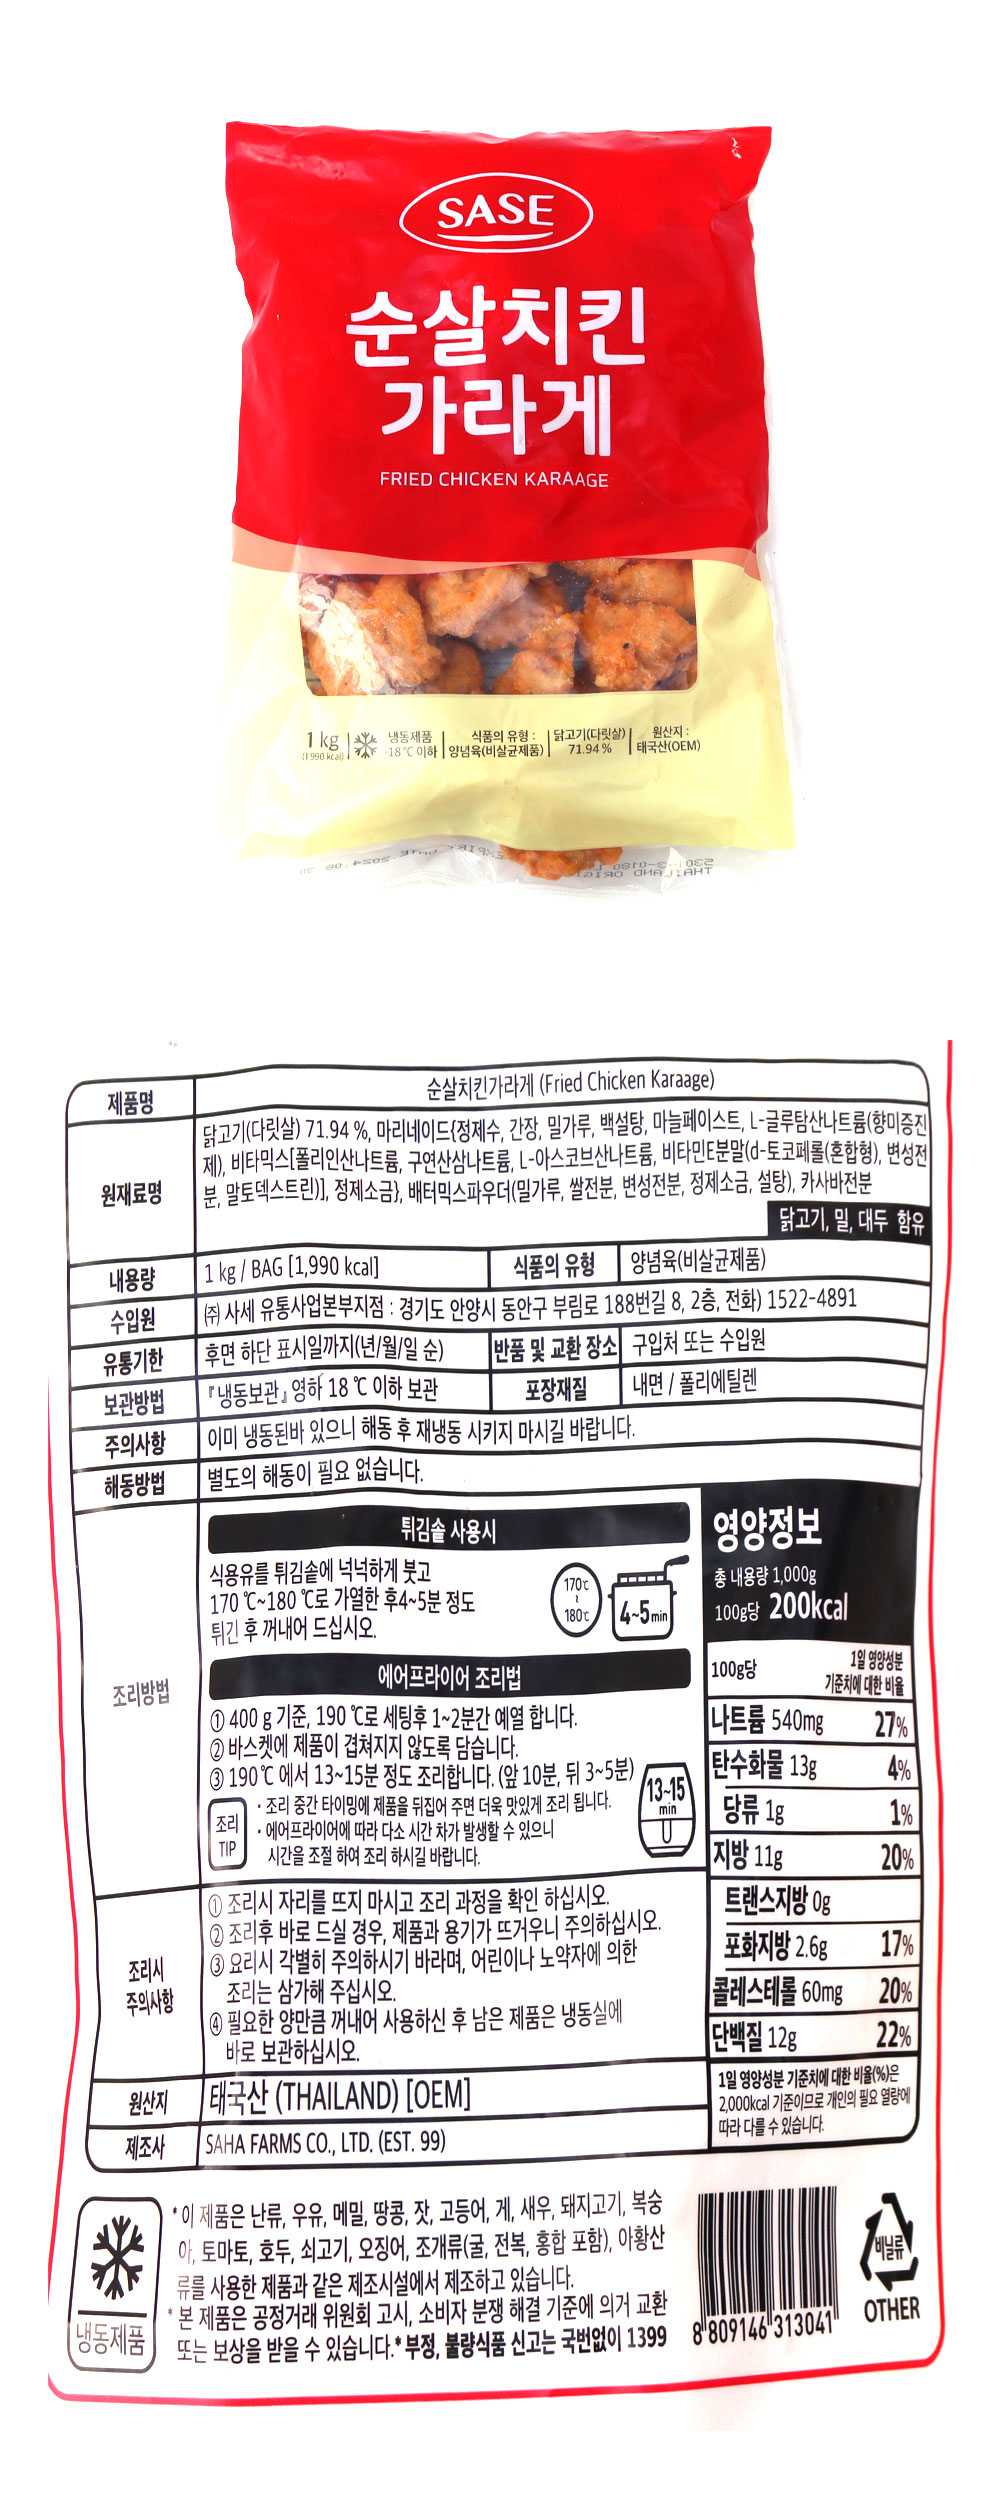 SASE
순살치킨
가라게
FRIED CHICKEN KARAAGE
1 kg
(1 990 kcal)
냉동제품
-18 ℃ 이하
식품의 유형 :
양념육(비살균제품)
닭고기(다릿살)
71.94 %
원산지 :
태국산(OEM)
제품명 순살치킨가라게 (Fried Chicken Karaage)
원재료명
닭고기(다릿살) 71.94 %, 마리네이드{정제수, 간장, 밀가루, 백설탕, 마늘페이스트, L-글루탐산나트륨(향미증진
제), 비타믹스[폴리인산나트륨, 구연산삼나트륨, L-아스코브산나트륨, 비타민E분말(d-토코페롤(혼합형), 변성전
분, 말토덱스트린)], 정제소금}, 배터믹스파우더(밀가루, 쌀전분, 변성전분, 정제소금, 설탕), 카사바전분
닭고기, 밀, 대두 함유
내용량 1 kg / BAG [1,990 kcal] 식품의 유형 양념육(비살균제품)
수입원 ㈜ 사세 유통사업본부지점 : 경기도 안양시 동안구 부림로 188번길 8, 2층, 전화) 1522-4891
유통기한 후면 하단 표시일까지(년/월/일 순) 반품 및 교환 장소 구입처 또는 수입원
보관방법 『냉동보관』영하 18 ℃ 이하 보관 포장재질 내면 / 폴리에틸렌
주의사항 이미 냉동된바 있으니 해동 후 재냉동 시키지 마시길 바랍니다.
해동방법 별도의 해동이 필요 없습니다.
조리방법
튀김솥 사용시
식용유를 튀김솥에 넉넉하게 붓고
170 ℃~180 ℃로 가열한 후4~5분 정도
튀긴 후 꺼내어 드십시오.
170℃
~
180℃
4~5min
에어프라이어 조리법
① 400 g 기준, 190 ℃로 세팅후 1~2분간 예열 합니다.
② 바스켓에 제품이 겹쳐지지 않도록 담습니다.
③ 190℃ 에서 13~15분 정도 조리합니다. (앞 10분, 뒤 3~5분)
조리
TIP
· 조리 중간 타이밍에 제품을 뒤집어 주면 더욱 맛있게 조리 됩니다.
· 에어프라이어에 따라 다소 시간 차가 발생할 수 있으니
시간을 조절 하여 조리 하시길 바랍니다.
13~15
min
조리시
주의사항
① 조리시 자리를 뜨지 마시고 조리 과정을 확인 하십시오.
② 조리후 바로 드실 경우, 제품과 용기가 뜨거우니 주의하십시오.
③ 요리시 각별히 주의하시기 바라며, 어린이나 노약자에 의한
조리는 삼가해 주십시오.
④ 필요한 양만큼 꺼내어 사용하신 후 남은 제품은 냉동실에
바로 보관하십시오.
원산지 태국산 (THAILAND) [OEM]
제조사 SAHA FARMS CO., LTD. (EST. 99)
영양정보
총 내용량 1,000g
100g당 200kcal
100g당 1일 영양성분
기준치에 대한 비율
나트륨 540mg 27%
탄수화물 13g 4%
당류 1g 1%
지방 11g 20%
트랜스지방 0g
포화지방 2.6g 17%
콜레스테롤 60mg 20%
단백질 12g 22%
1일 영양성분 기준치에 대한 비율(%)은
2,000kcal 기준이므로 개인의 필요 열량에
따라 다를 수 있습니다.
냉동제품
* 이 제품은 난류, 우유, 메밀, 땅콩, 잣, 고등어, 게, 새우, 돼지고기, 복숭
아, 토마토, 호두, 쇠고기, 오징어, 조개류(굴, 전복, 홍합 포함), 아황산
류를 사용한 제품과 같은 제조시설에서 제조하고 있습니다.
* 본 제품은 공정거래 위원회 고시, 소비자 분쟁 해결 기준에 의거 교환
또는 보상을 받을 수 있습니다. * 부정, 불량식품 신고는 국번없이 1399
8 809146 313041
비닐류
OTHER